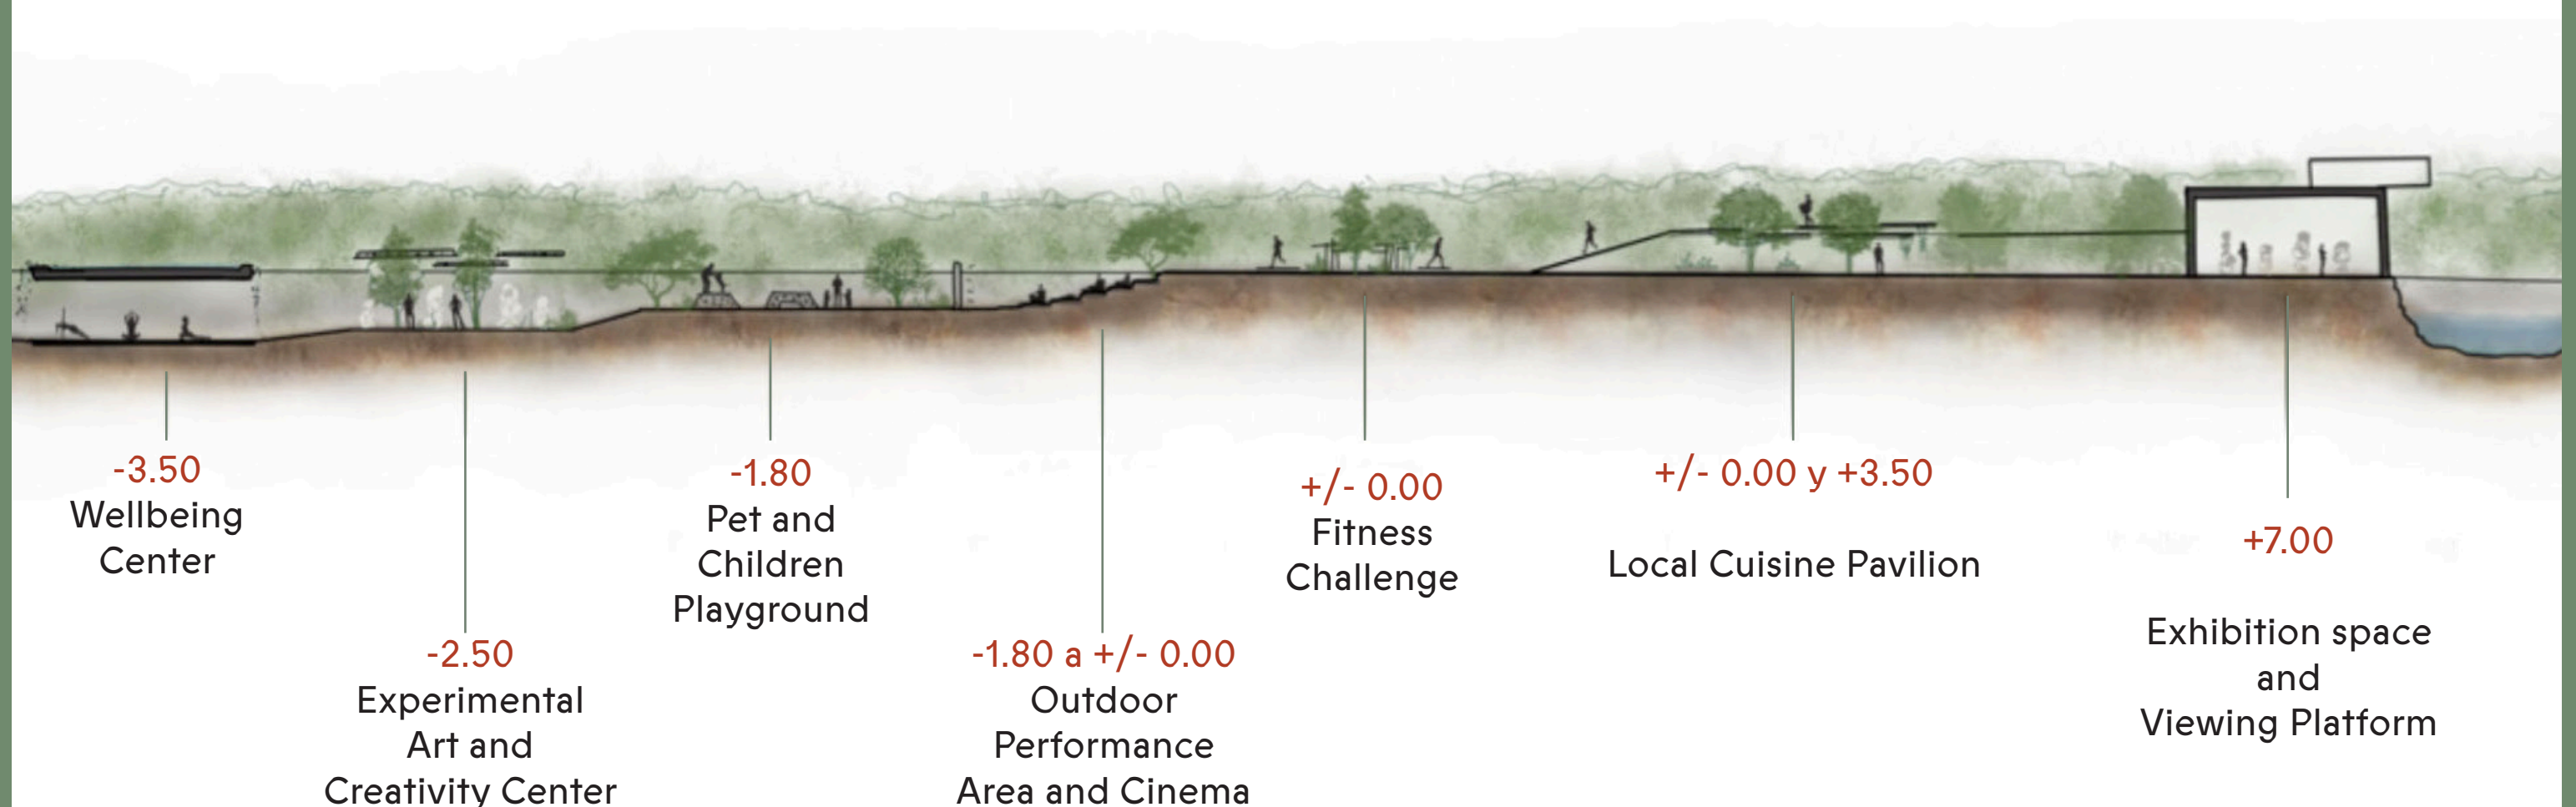 -3.50
Wellbeing
Center
-2.50
Experimental
Art and
Creativity Center
-1.80
Pet and
Children
Playground
-1.80 a +/- 0.00
Outdoor
Performance
Area and Cinema
+/- 0.00
Fitness
Challenge
+/- 0.00 y +3.50
Local Cuisine Pavilion
+7.00
Exhibition space
and
Viewing Platform